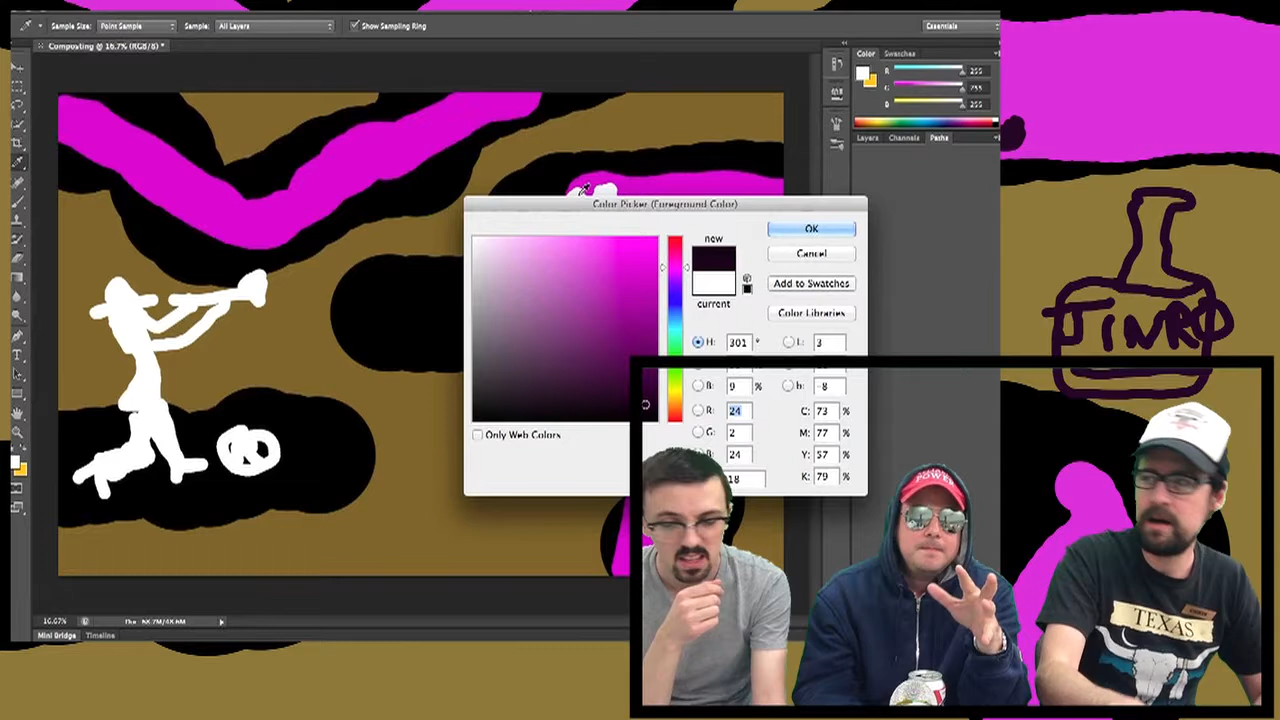 Sample Size: Point Sample Sample: All Layers Show Sampling Ring Essentials
Composting @ 16.7% (RGB/8) *
Color Swatches
R 255
G 255
B 255
Layers Channels Paths
Color Picker (Foreground Color)
new
current
OK
Cancel
Add to Swatches
Color Libraries
H: 301 °
L: 3
B: 9 %
b: -8
R: 24
G: 2
B: 24
C: 73 %
M: 77 %
Y: 57 %
K: 79 %
18
Only Web Colors
JINRO
POWER
TEXAS
16.67%
Mini Bridge Timeline